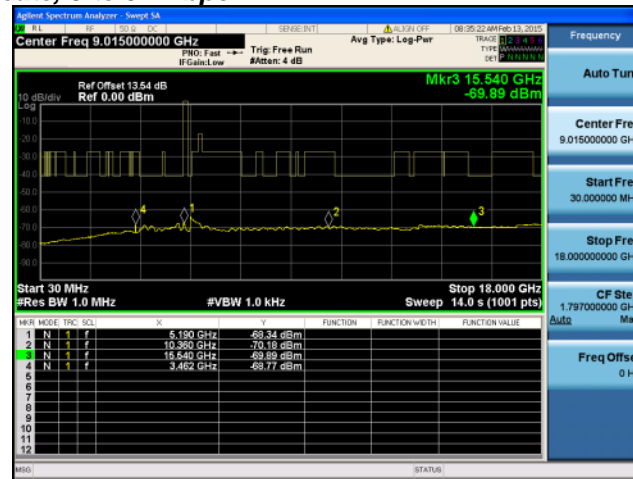 Agilent Spectrum Analyzer - Swept SA
RL RF 50 Ω DC SENSE:INT ALIGN OFF 08:35:22 AM Feb 13, 2015
Center Freq 9.015000000 GHz Avg Type: Log-Pwr TRACE 1 2 3 4 5 6 Frequency
PNO: Fast Trig: Free Run TYPE
IFGain:Low #Atten: 4 dB DET P N N N N N
Auto Tun
Ref Offset 13.54 dB Mkr3 15.540 GHz
10 dB/div Ref 0.00 dBm -69.89 dBm
Log
-10.0
-20.0
-30.0
-40.0
-50.0
-60.0
-70.0
-80.0
-90.0
4 1 2 3
Center Fre
9.015000000 GH
Start Fre
30.000000 MH
Stop Fre
18.000000000 GH
Start 30 MHz Stop 18.000 GHz
#Res BW 1.0 MHz #VBW 1.0 kHz Sweep 14.0 s (1001 pts)
CF Ste
1.797000000 GH
Auto Ma
Freq Offse
0 H
MKR MODE TRC SCL X Y FUNCTION FUNCTION WIDTH FUNCTION VALUE
1 N 1 f 5.190 GHz -69.34 dBm
2 N 1 f 10.360 GHz -70.18 dBm
3 N 1 f 15.540 GHz -69.89 dBm
4 N 1 f 3.462 GHz -68.77 dBm
5
6
7
8
9
10
11
12
MSG STATUS